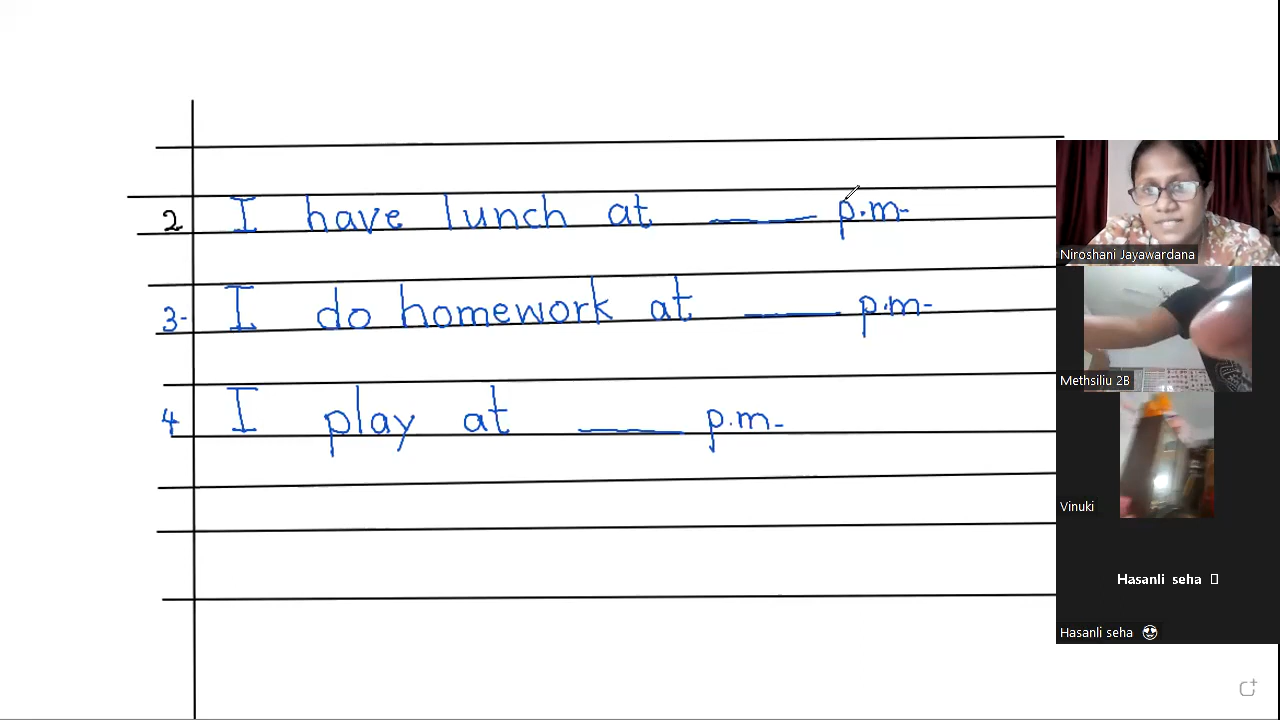 2 I have lunch at ____ p.m.
3. I do homework at ____ p.m.
4 I play at ____ p.m.
Niroshani Jayawardana
Methsiliu 2B
Vinuki
Hasanli seha
Hasanli seha 😍